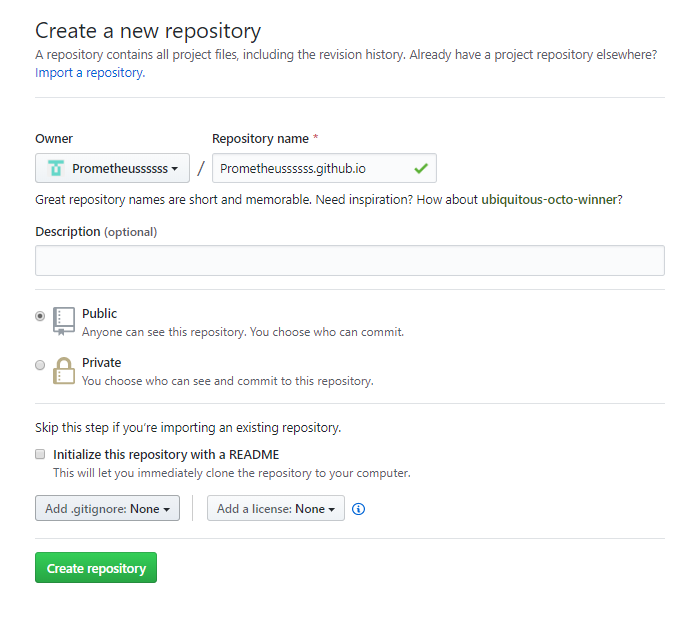 Create a new repository
A repository contains all project files, including the revision history. Already have a project repository elsewhere?
Import a repository.
Owner
Repository name *
Prometheussssss
/
Prometheussssss.github.io
Great repository names are short and memorable. Need inspiration? How about ubiquitous-octo-winner?
Description (optional)
Public
Anyone can see this repository. You choose who can commit.
Private
You choose who can see and commit to this repository.
Skip this step if you’re importing an existing repository.
Initialize this repository with a README
This will let you immediately clone the repository to your computer.
Add .gitignore: None
Add a license: None
Create repository